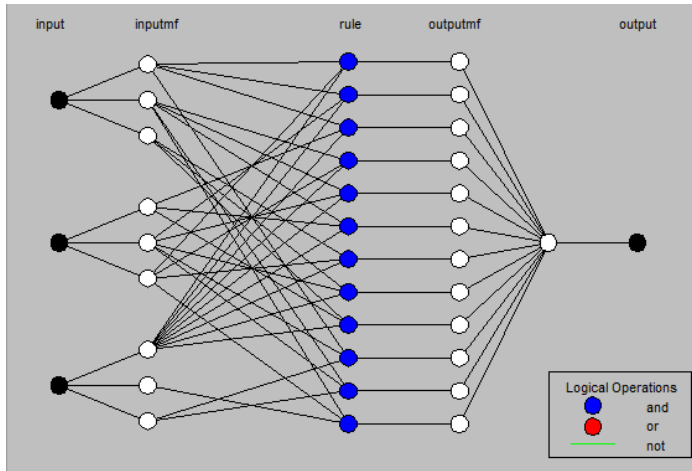 input inputmf rule outputmf output
Logical Operations
and
or
not